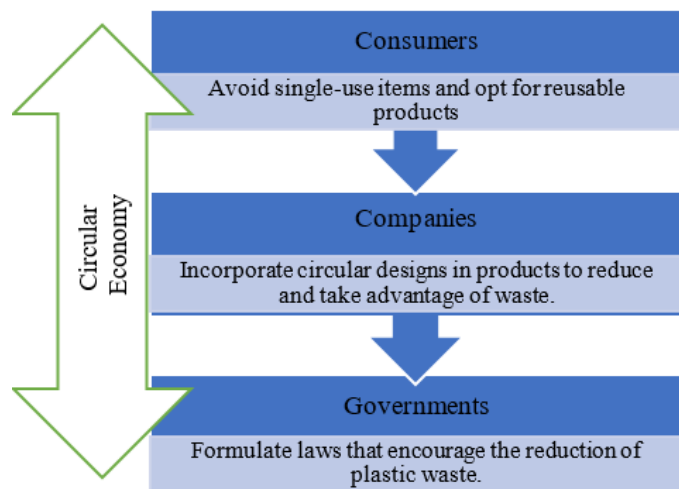 Circular
Economy
Consumers
Avoid single-use items and opt for reusable
products
Companies
Incorporate circular designs in products to reduce
and take advantage of waste.
Governments
Formulate laws that encourage the reduction of
plastic waste.